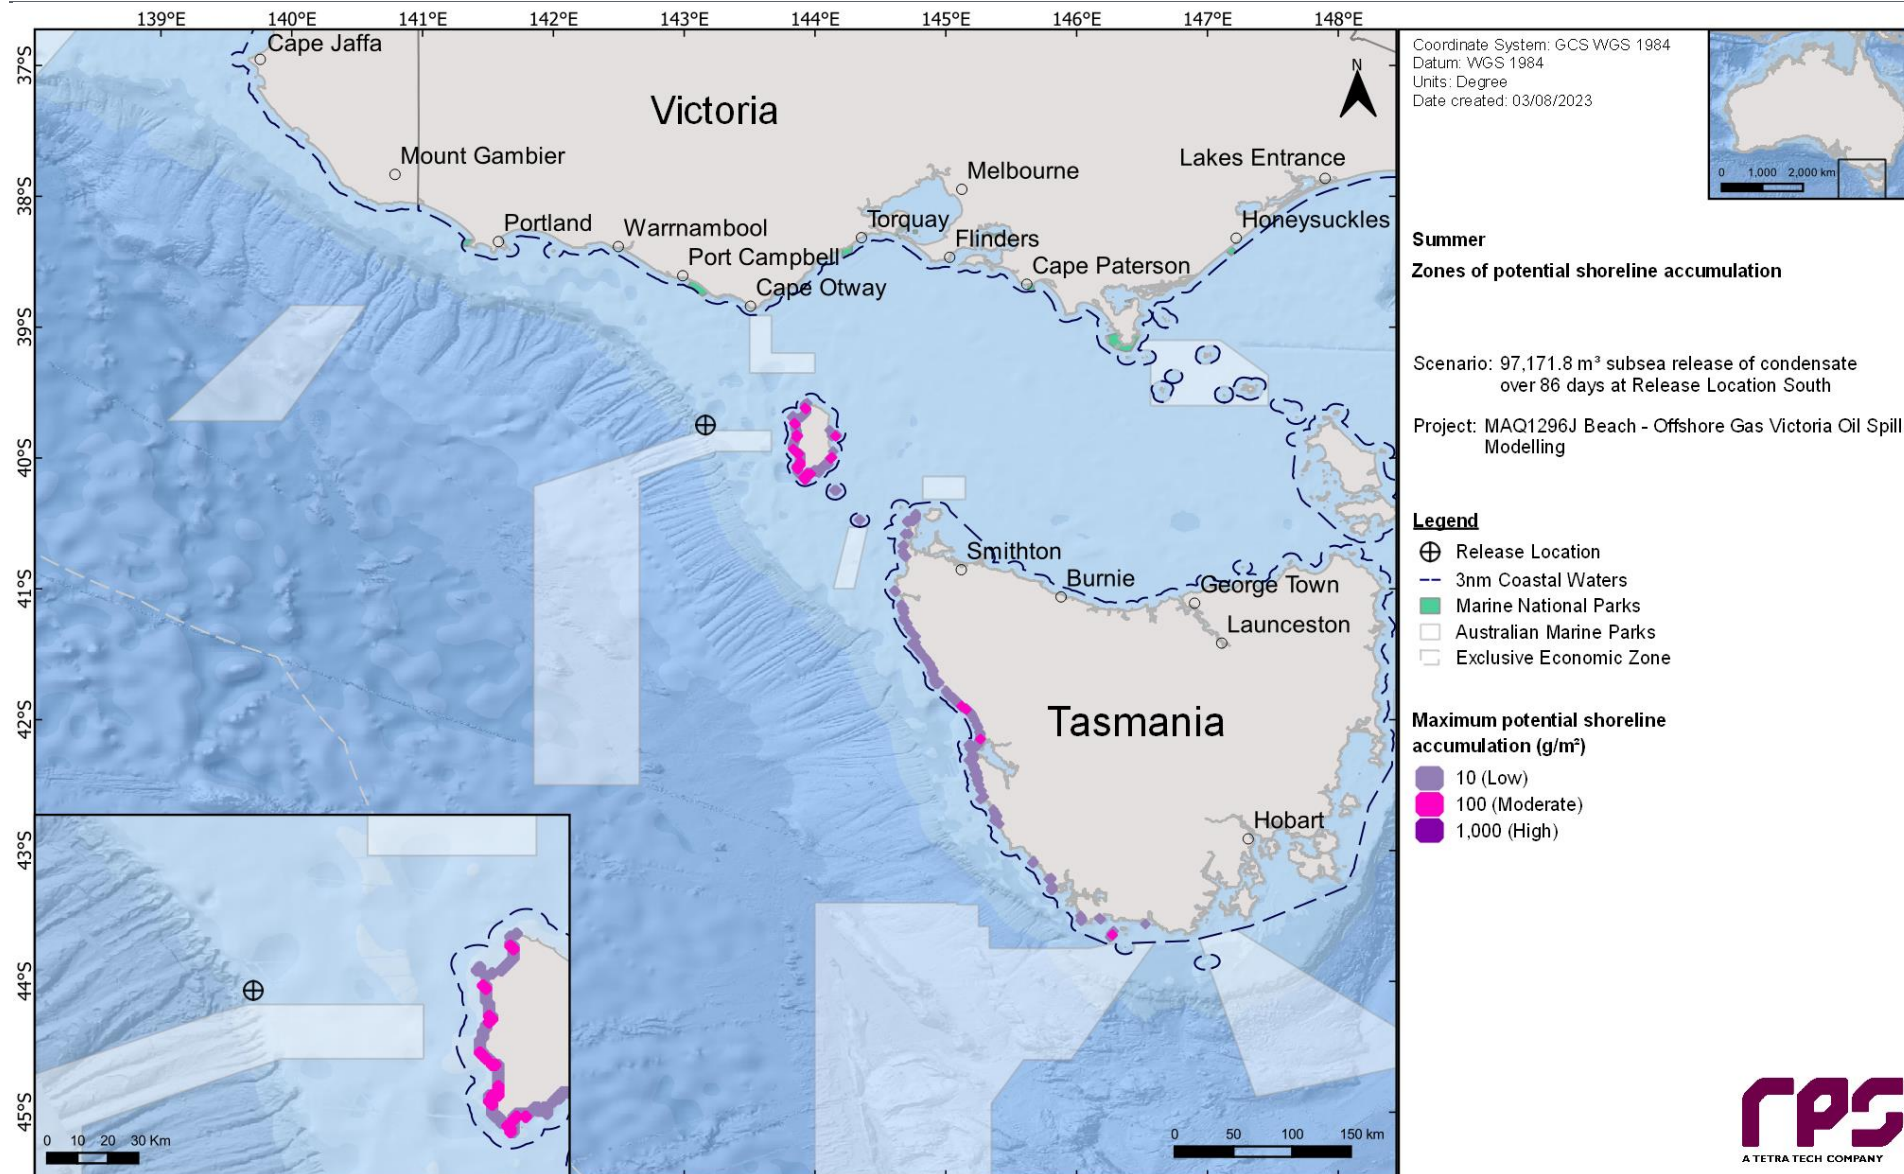 139°E 140°E 141°E 142°E 143°E 144°E 145°E 146°E 147°E 148°E
37°S
38°S
39°S
40°S
41°S
42°S
43°S
44°S
45°S
Cape Jaffa
Victoria
N
Mount Gambier
Melbourne
Lakes Entrance
Portland
Warrnambool
Torquay
Honeysuckles
Port Campbell
Flinders
Cape Otway
Cape Paterson
Smithton
Burnie
George Town
Launceston
Tasmania
Hobart
0 10 20 30 Km
0 50 100 150 km
Coordinate System: GCS WGS 1984
Datum: WGS 1984
Units: Degree
Date created: 03/08/2023
0 1,000 2,000 km
Summer
Zones of potential shoreline accumulation
Scenario: 97,171.8 m³ subsea release of condensate
over 86 days at Release Location South
Project: MAQ1296J Beach - Offshore Gas Victoria Oil Spill
Modelling
Legend
Release Location
3nm Coastal Waters
Marine National Parks
Australian Marine Parks
Exclusive Economic Zone
Maximum potential shoreline
accumulation (g/m²)
10 (Low)
100 (Moderate)
1,000 (High)
rps
A TETRA TECH COMPANY